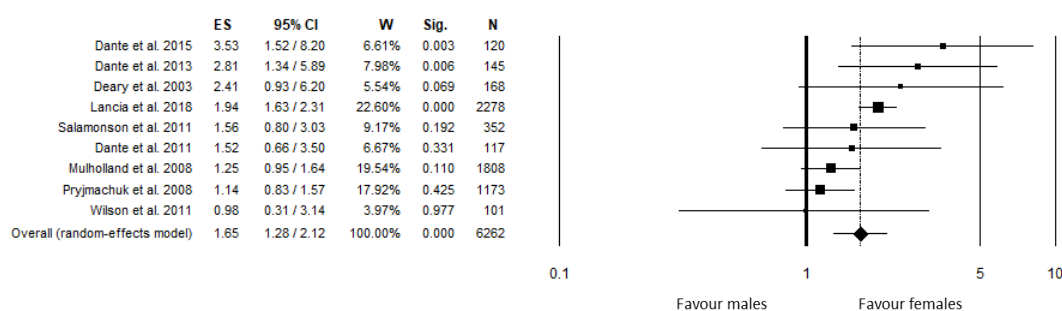 ES 95% CI W Sig. N
Dante et al. 2015 3.53 1.52 / 8.20 6.61% 0.003 120
Dante et al. 2013 2.81 1.34 / 5.89 7.98% 0.006 145
Deary et al. 2003 2.41 0.93 / 6.20 5.54% 0.069 168
Lancia et al. 2018 1.94 1.63 / 2.31 22.60% 0.000 2278
Salamonson et al. 2011 1.56 0.80 / 3.03 9.17% 0.192 352
Dante et al. 2011 1.52 0.66 / 3.50 6.67% 0.331 117
Mulholland et al. 2008 1.25 0.95 / 1.64 19.54% 0.110 1808
Pryjmachuk et al. 2008 1.14 0.83 / 1.57 17.92% 0.425 1173
Wilson et al. 2011 0.98 0.31 / 3.14 3.97% 0.977 101
Overall (random-effects model) 1.65 1.28 / 2.12 100.00% 0.000 6262
0.1 1 5 10
Favour males Favour females